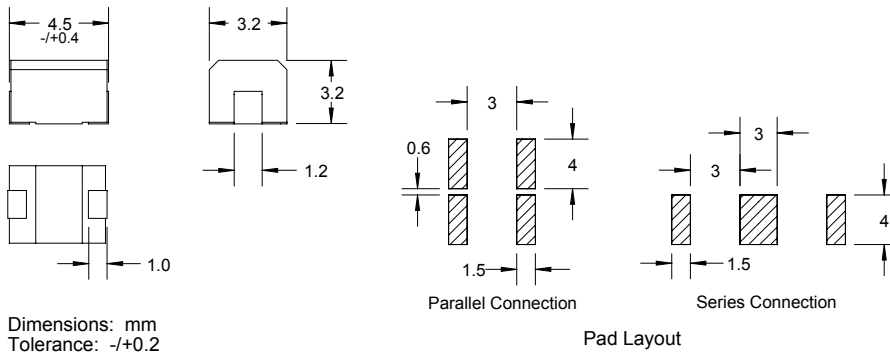 4.5
-/+0.4
3.2
3.2
1.2
1.0
Dimensions: mm
Tolerance: -/+0.2
3
0.6
4
1.5
Parallel Connection
3
3
4
1.5
Series Connection
Pad Layout